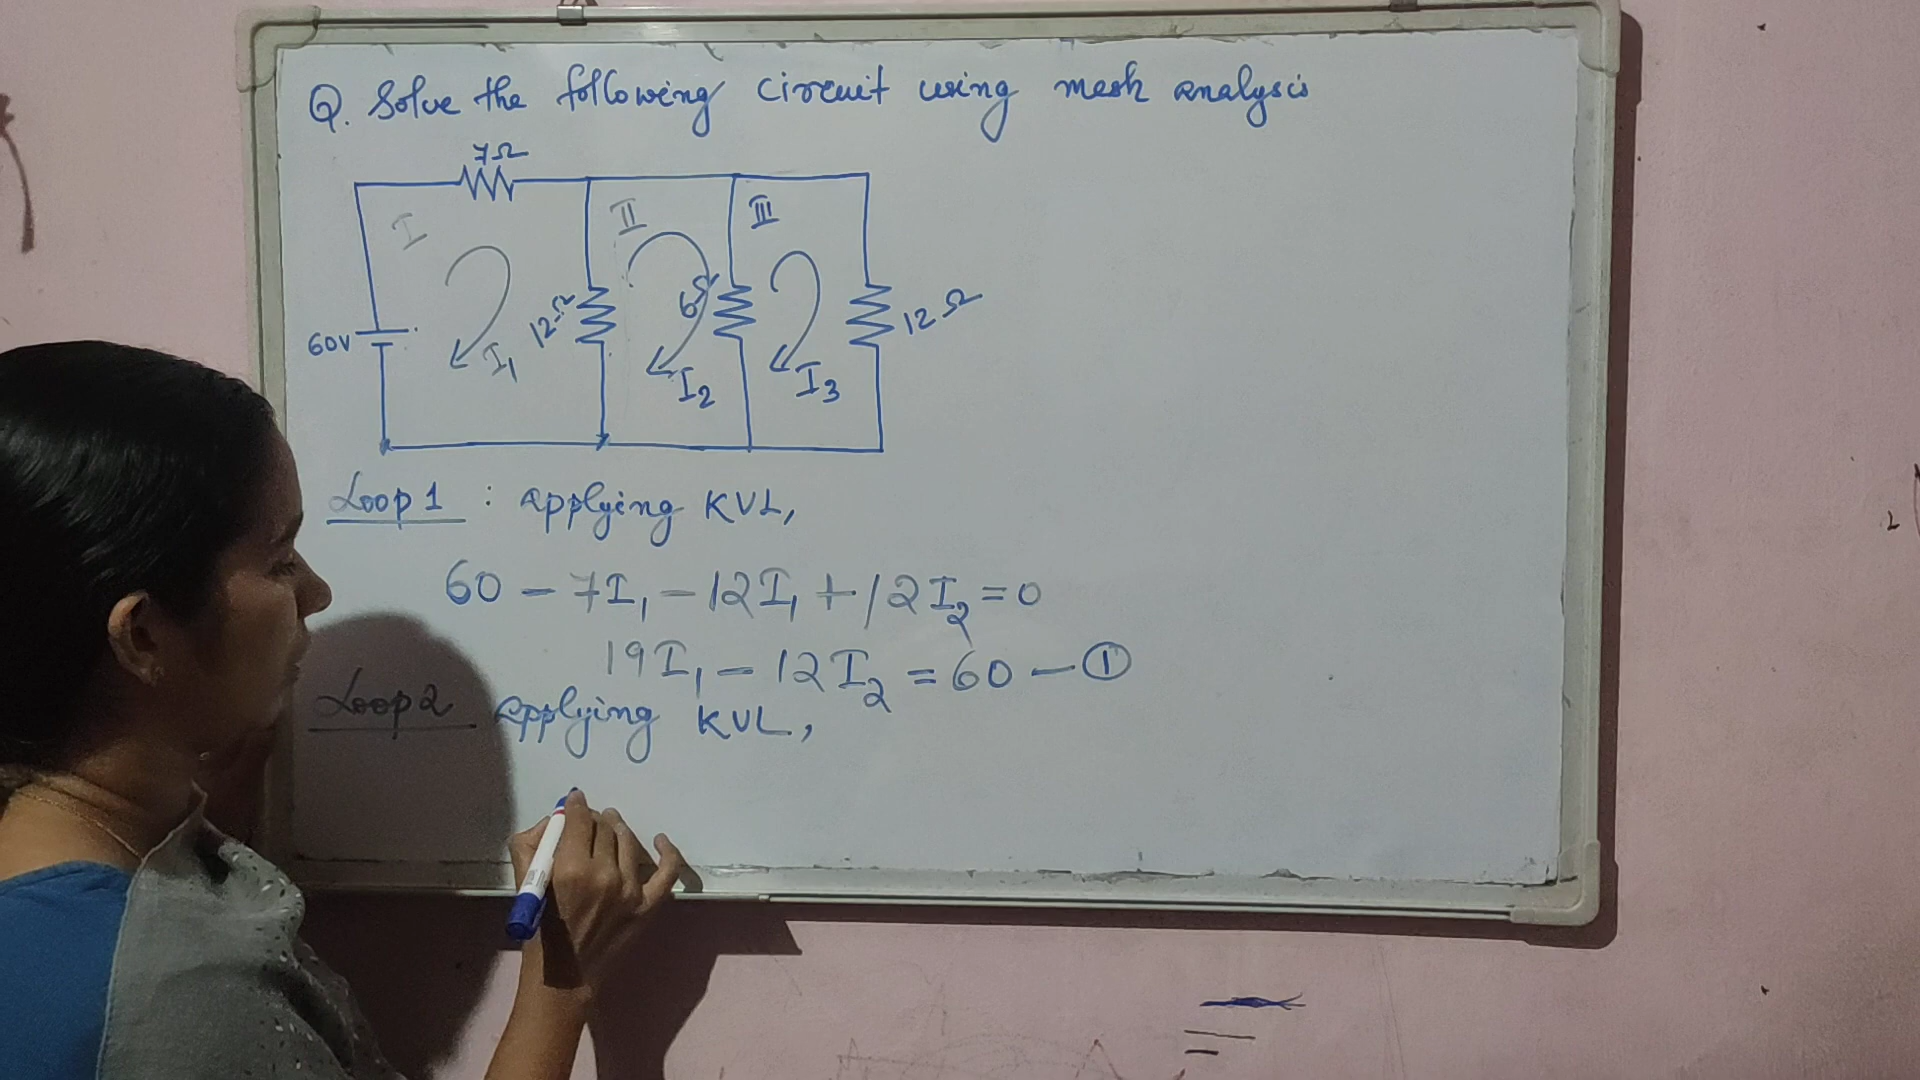 Q. Solve the following circuit using mesh analysis
7Ω
I
II
III
60V
12Ω
6Ω
12Ω
I₁
I₂
I₃
Loop 1 : Applying KVL,
60 - 7I₁ - 12I₁ + 12I₂ = 0
19I₁ - 12I₂ = 60 — ①
Loop 2 Applying KVL,